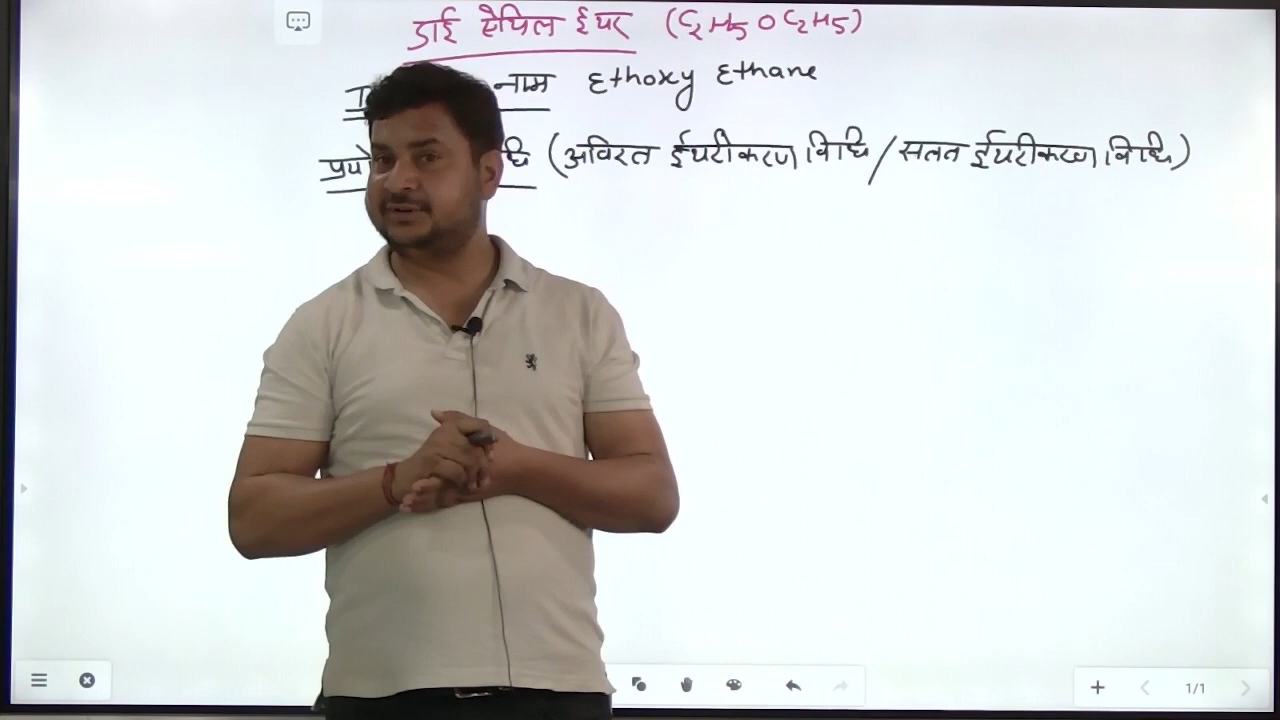 डाई ऐथिल ईथर (C2H5OC2H5)
नाम Ethoxy Ethane
(अविरत ईथरीकरण विधि / सतत ईथरीकरण विधि)
1/1